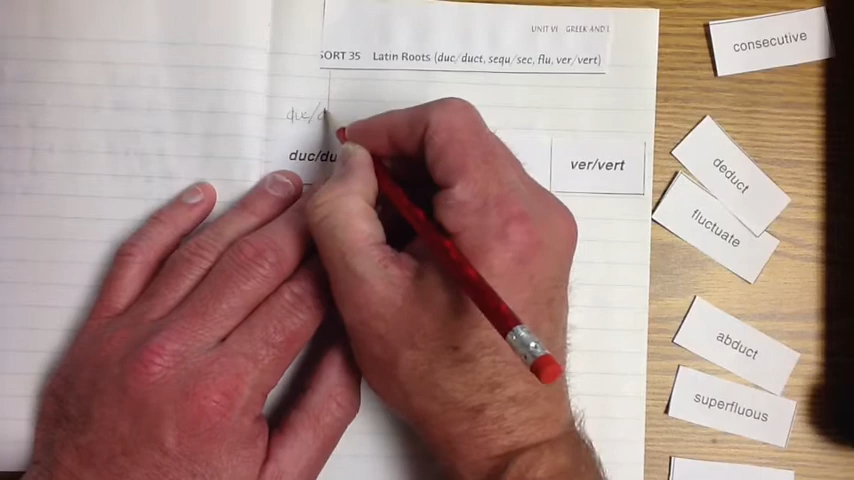 UNIT VI GREEK AND L
SORT 35 Latin Roots (duc/duct, sequ/sec, flu, ver/vert)
consecutive
duc/d
duc/du
ver/vert
deduct
fluctuate
abduct
superfluous